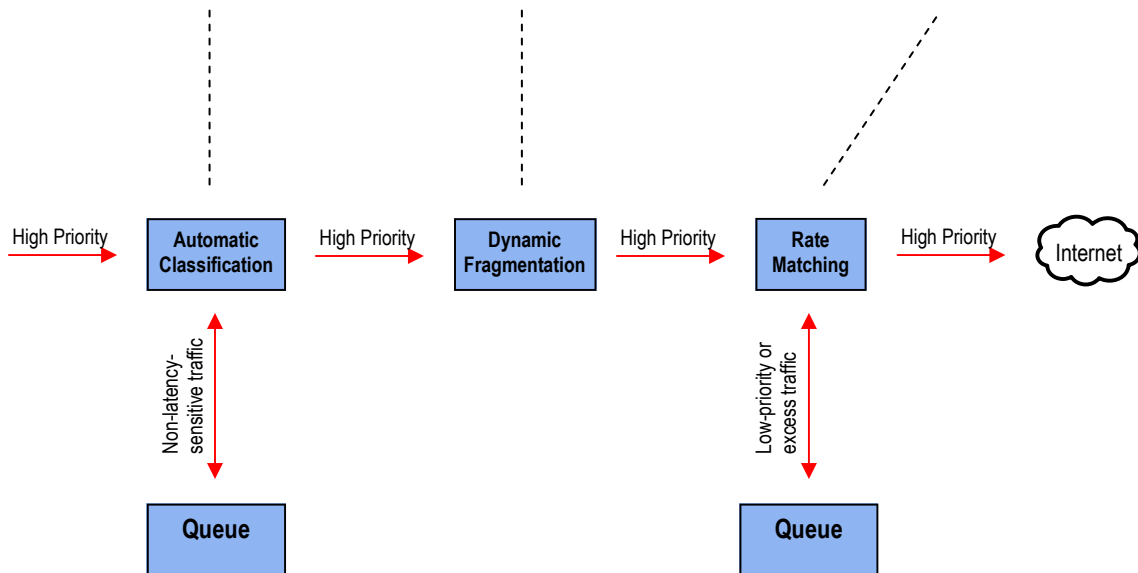 High Priority
Automatic
Classification
High Priority
Dynamic
Fragmentation
High Priority
Rate
Matching
High Priority
Internet
Non-latency-
sensitive traffic
Low-priority or
excess traffic
Queue
Queue